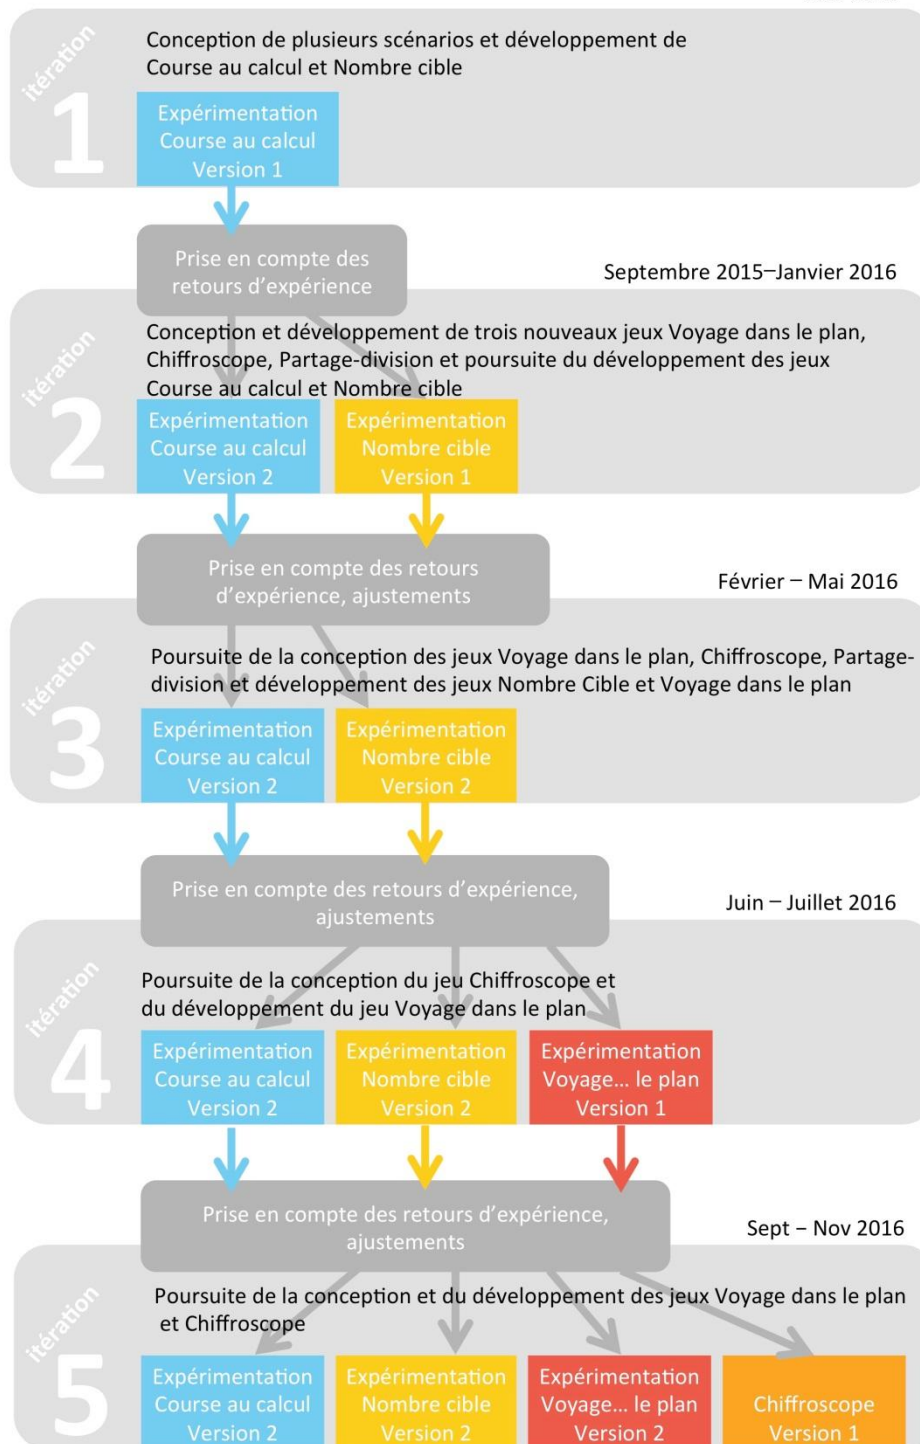 itération
1
Conception de plusieurs scénarios et développement de
Course au calcul et Nombre cible
Expérimentation
Course au calcul
Version 1
Prise en compte des
retours d'expérience
Septembre 2015–Janvier 2016
itération
2
Conception et développement de trois nouveaux jeux Voyage dans le plan,
Chiffroscope, Partage-division et poursuite du développement des jeux
Course au calcul et Nombre cible
Expérimentation
Course au calcul
Version 2
Expérimentation
Nombre cible
Version 1
Prise en compte des retours
d'expérience, ajustements
Février – Mai 2016
itération
3
Poursuite de la conception des jeux Voyage dans le plan, Chiffroscope, Partage-
division et développement des jeux Nombre Cible et Voyage dans le plan
Expérimentation
Course au calcul
Version 2
Expérimentation
Nombre cible
Version 2
Prise en compte des retours d'expérience,
ajustements
Juin – Juillet 2016
itération
4
Poursuite de la conception du jeu Chiffroscope et
du développement du jeu Voyage dans le plan
Expérimentation
Course au calcul
Version 2
Expérimentation
Nombre cible
Version 2
Expérimentation
Voyage... le plan
Version 1
Prise en compte des retours d'expérience,
ajustements
Sept – Nov 2016
itération
5
Poursuite de la conception et du développement des jeux Voyage dans le plan
et Chiffroscope
Expérimentation
Course au calcul
Version 2
Expérimentation
Nombre cible
Version 2
Expérimentation
Voyage... le plan
Version 2
Chiffroscope
Version 1